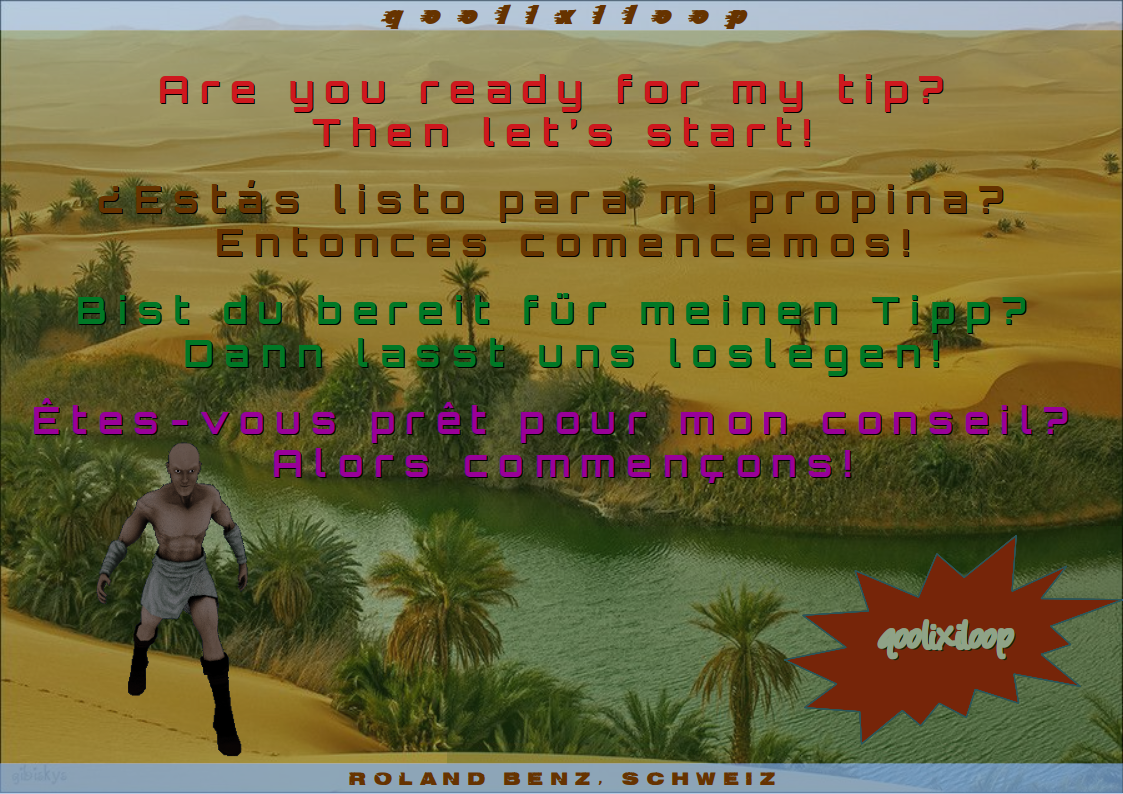 qoolixiloop
Are you ready for my tip?
Then let's start!
¿Estás listo para mi propina?
Entonces comencemos!
Bist du bereit für meinen Tipp?
Dann lasst uns loslegen!
Êtes-vous prêt pour mon conseil?
Alors commençons!
qoolixiloop
ROLAND BENZ, SCHWEIZ